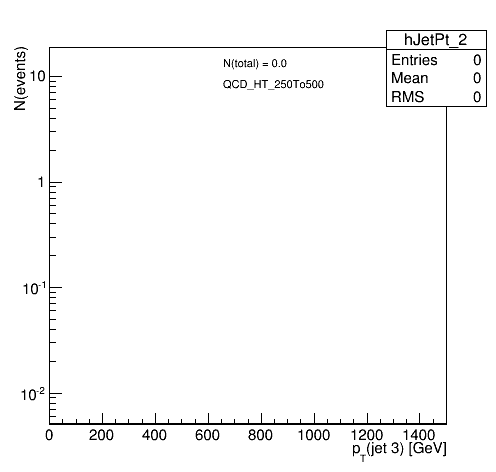 hJetPt_2
Entries 0
Mean 0
RMS 0
N(total) = 0.0
QCD_HT_250To500
N(events)
10
1
10⁻¹
10⁻²
0 200 400 600 800 1000 1200 1400
p_T(jet 3) [GeV]